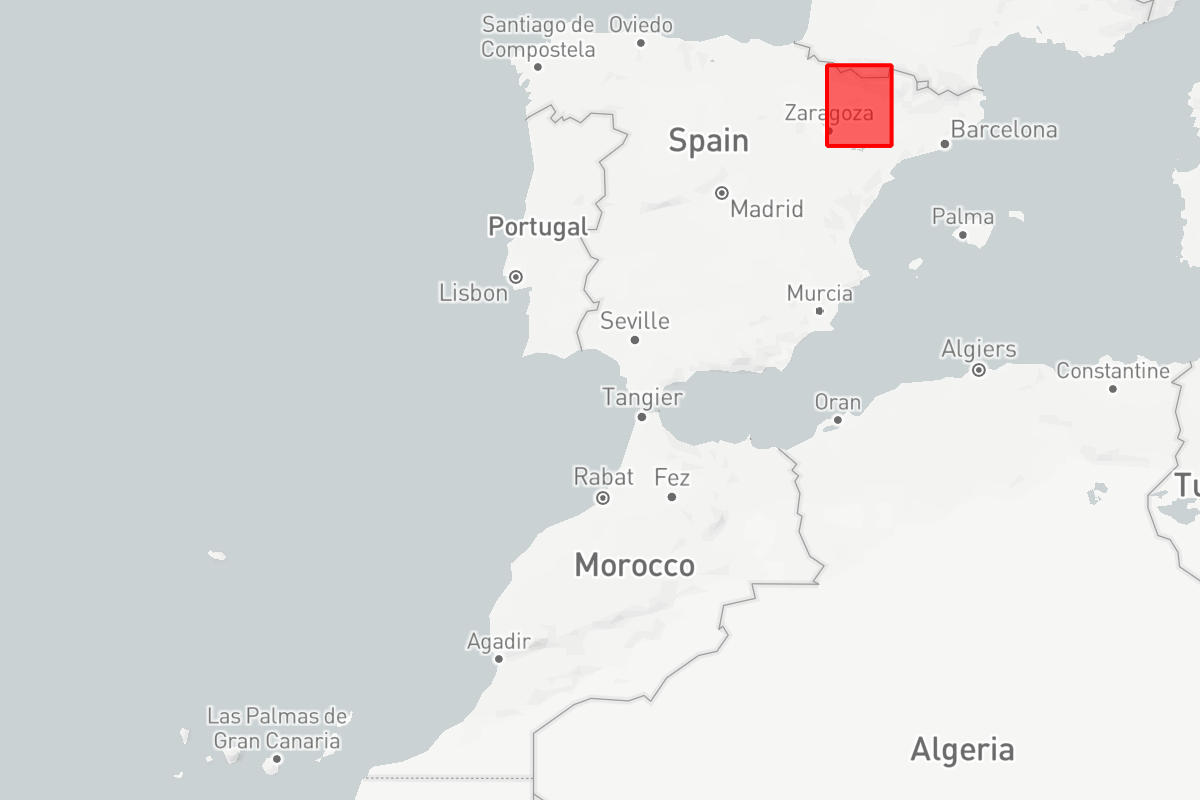 Santiago de
Compostela
Oviedo
Zaragoza
Barcelona
Spain
Madrid
Palma
Portugal
Lisbon
Murcia
Seville
Algiers
Constantine
Tangier
Oran
Rabat
Fez
Tu
Morocco
Agadir
Las Palmas de
Gran Canaria
Algeria